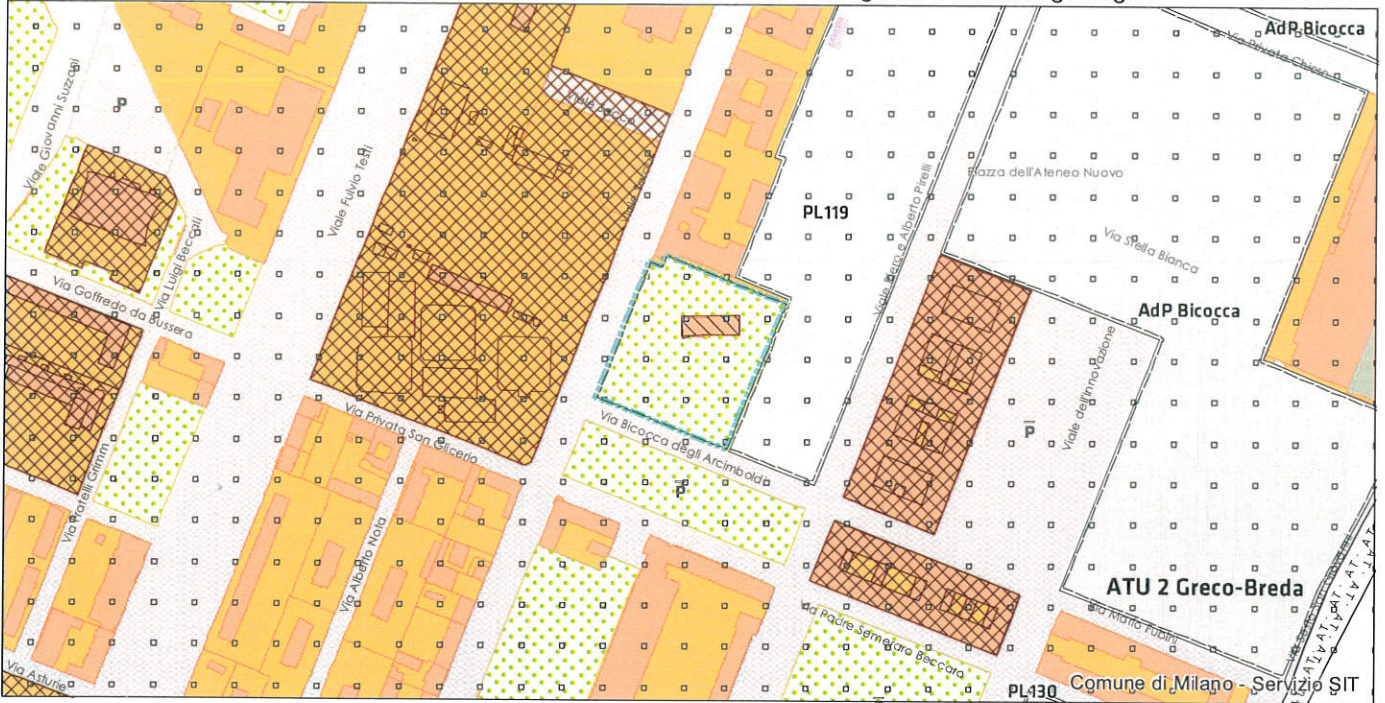 AdP Bicocca
Via Privata Chiese
Viale Giovanni Suzzani
P
Viale Sarca
Viale Fulvio Testi
Piazza dell'Ateneo Nuovo
PL119
Viale Piero e Alberto Pirelli
Via Stella Bianca
Via Luigi Beccali
Via Goffredo da Bussero
AdP Bicocca
Viale dell'Innovazione
Via Privata San Glicerio
Via Bicocca degli Arcimboldi
P
P
Via Fratelli Grimm
Via Alberto Nota
ATU 2 Greco-Breda
Via Padre Semeraro Beccaro
Via Mario Fubini
Via Asturie
PL130
Comune di Milano - Servizio SIT